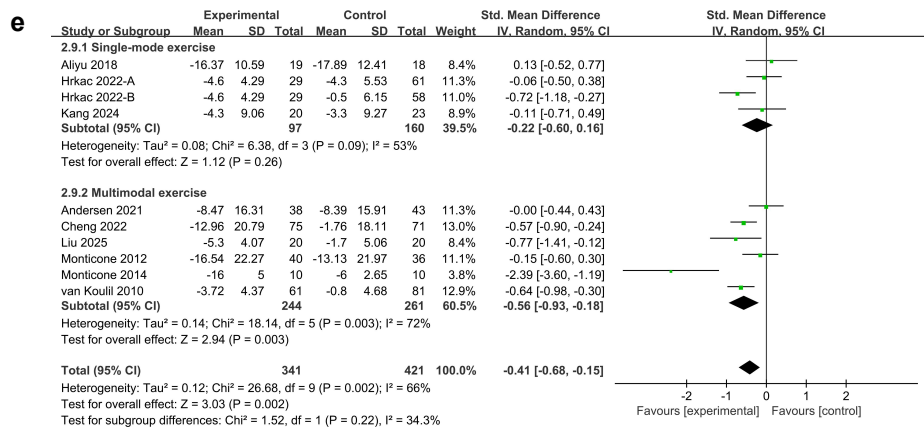 e
Experimental Control Std. Mean Difference Std. Mean Difference
Study or Subgroup Mean SD Total Mean SD Total Weight IV, Random, 95% CI IV, Random, 95% CI
2.9.1 Single-mode exercise
Aliyu 2018 -16.37 10.59 19 -17.89 12.41 18 8.4% 0.13 [-0.52, 0.77]
Hrkac 2022-A -4.6 4.29 29 -4.3 5.53 61 11.0% -0.06 [-0.50, 0.38]
Hrkac 2022-B -4.6 4.29 29 -0.5 6.15 58 11.0% -0.72 [-1.18, -0.27]
Kang 2024 -4.3 9.06 20 -3.3 9.27 23 9.0% -0.11 [-0.71, 0.49]
Subtotal (95% CI) 97 160 39.5% -0.22 [-0.60, 0.16]
Heterogeneity: Tau² = 0.08; Chi² = 6.38, df = 3 (P = 0.09); I² = 53%
Test for overall effect: Z = 1.12 (P = 0.26)
2.9.2 Multimodal exercise
Andersen 2021 -8.47 16.31 38 -8.39 15.91 43 11.3% -0.00 [-0.44, 0.43]
Cheng 2022 -12.96 20.79 75 -1.76 18.11 71 13.0% -0.57 [-0.90, -0.24]
Liu 2025 -5.3 4.07 20 -1.7 5.06 20 8.4% -0.77 [-1.41, -0.12]
Monticone 2012 -16.54 22.27 40 -13.13 21.97 36 11.1% -0.15 [-0.60, 0.30]
Monticone 2014 -16 5 10 -6 2.65 10 3.8% -2.39 [-3.60, -1.19]
van Koulil 2010 -3.72 4.37 61 -0.8 4.68 81 12.9% -0.64 [-0.98, -0.30]
Subtotal (95% CI) 244 261 60.5% -0.56 [-0.93, -0.18]
Heterogeneity: Tau² = 0.14; Chi² = 18.14, df = 5 (P = 0.003); I² = 72%
Test for overall effect: Z = 2.94 (P = 0.003)
Total (95% CI) 341 421 100.0% -0.41 [-0.68, -0.15]
Heterogeneity: Tau² = 0.12; Chi² = 26.68, df = 9 (P = 0.002); I² = 66%
Test for overall effect: Z = 3.03 (P = 0.002)
Test for subgroup differences: Chi² = 1.52, df = 1 (P = 0.22), I² = 34.3%
-2 -1 0 1 2
Favours [experimental] Favours [control]